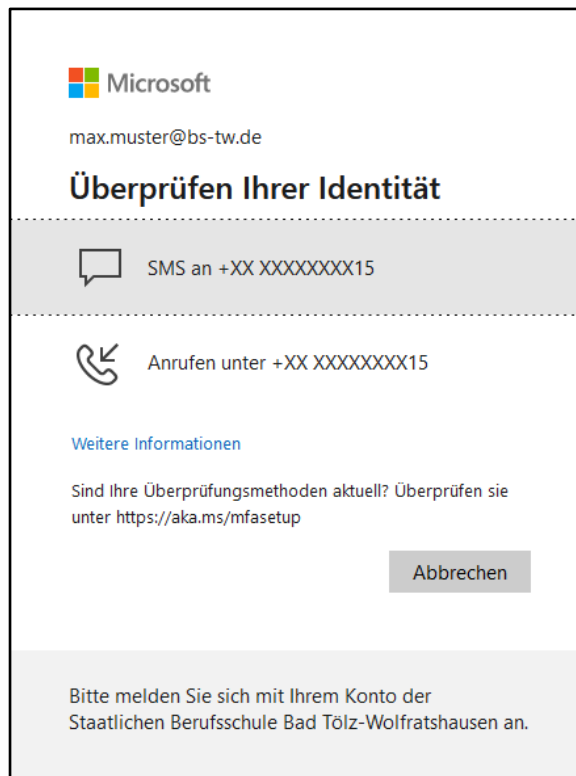 Microsoft
max.muster@bs-tw.de
Überprüfen Ihrer Identität
SMS an +XX XXXXXXXX15
Anrufen unter +XX XXXXXXXX15
Weitere Informationen
Sind Ihre Überprüfungsmethoden aktuell? Überprüfen sie
unter https://aka.ms/mfasetup
Abbrechen
Bitte melden Sie sich mit Ihrem Konto der
Staatlichen Berufsschule Bad Tölz-Wolfratshausen an.